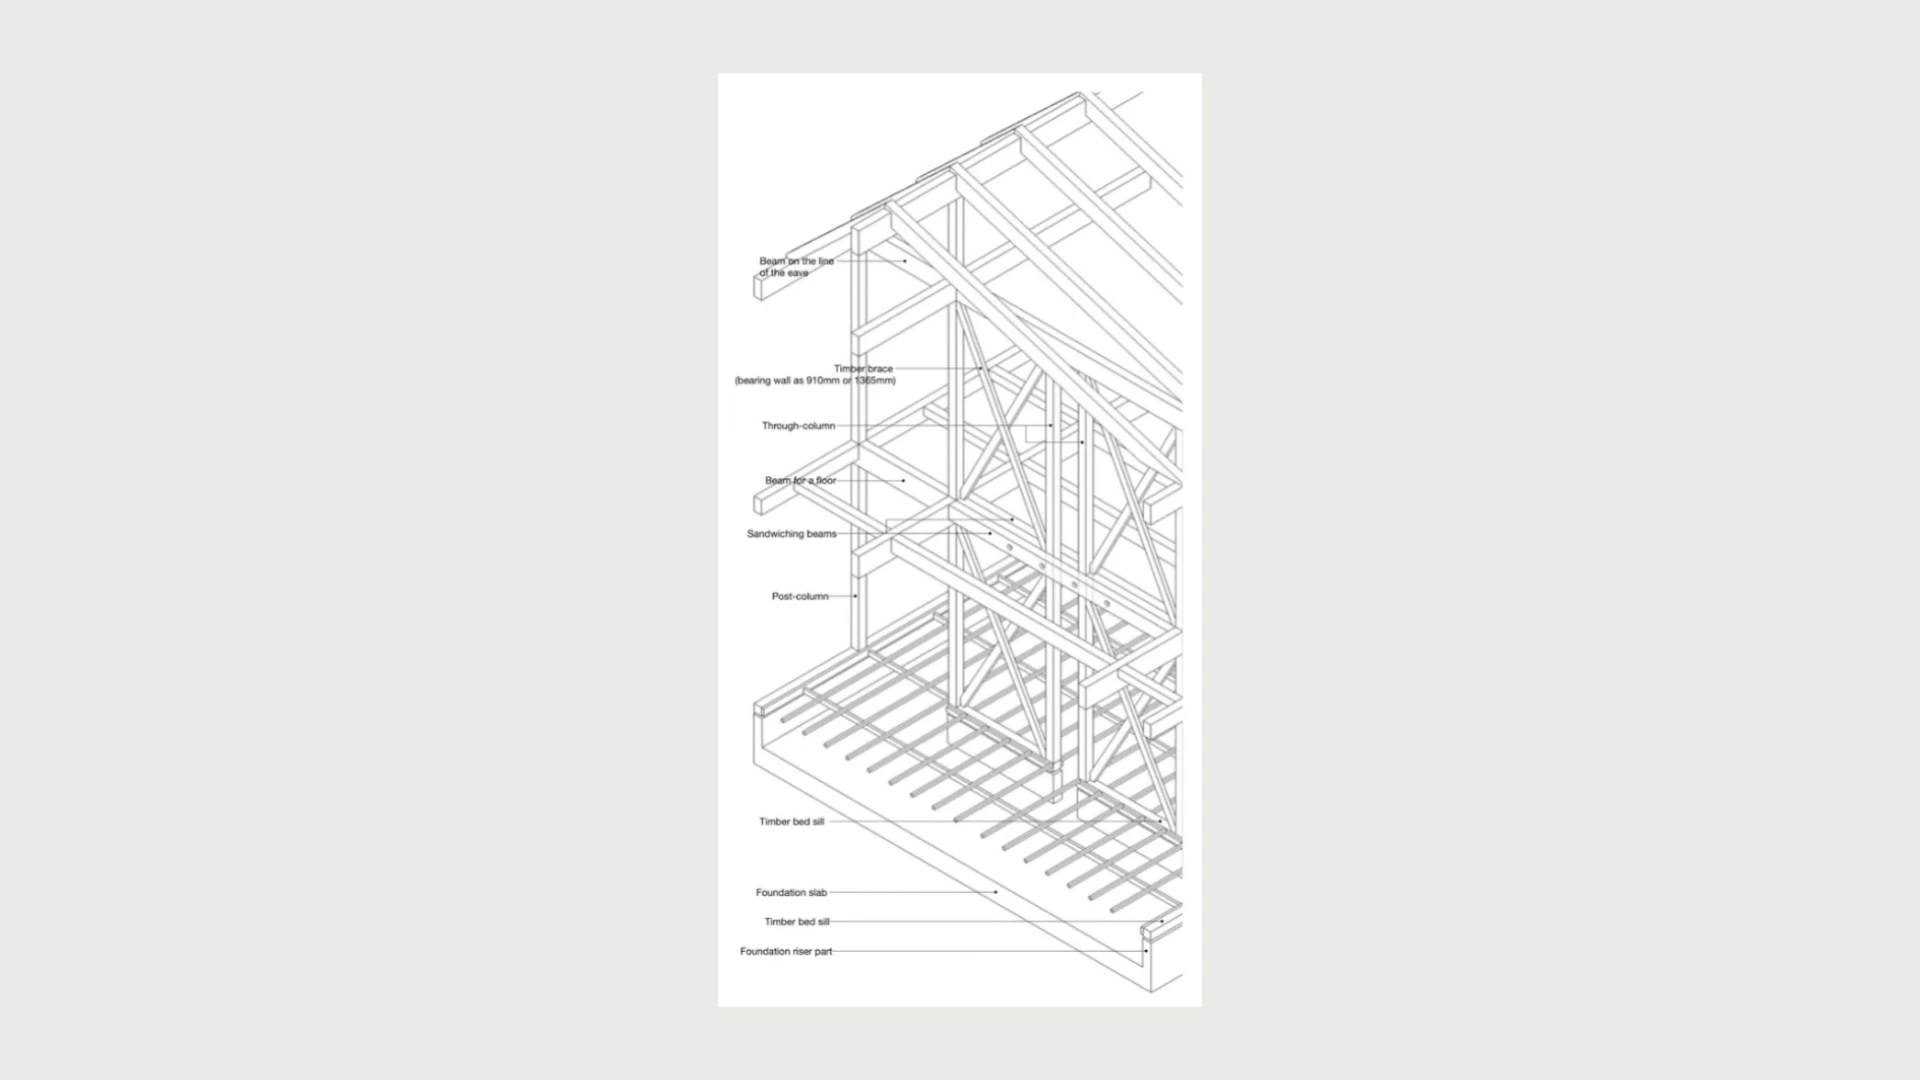 Beam on the line
of the eave
Timber brace
(bearing wall as 910mm or 1365mm)
Through-column
Beam for a floor
Sandwiching beams
Post-column
Timber bed sill
Foundation slab
Timber bed sill
Foundation riser part